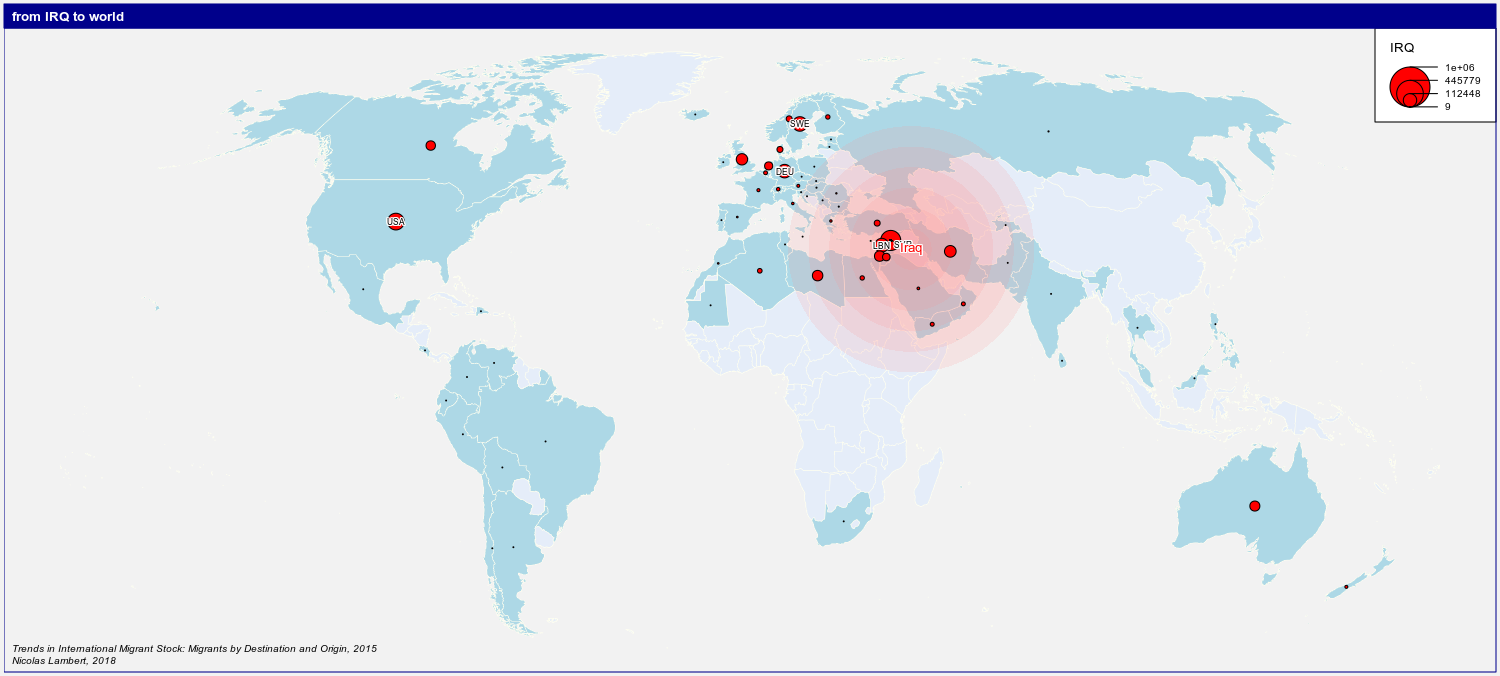 from IRQ to world
IRQ
1e+06
445779
112448
9
SWE
DEU
USA
LBN
Iraq
Trends in International Migrant Stock: Migrants by Destination and Origin, 2015
Nicolas Lambert, 2018